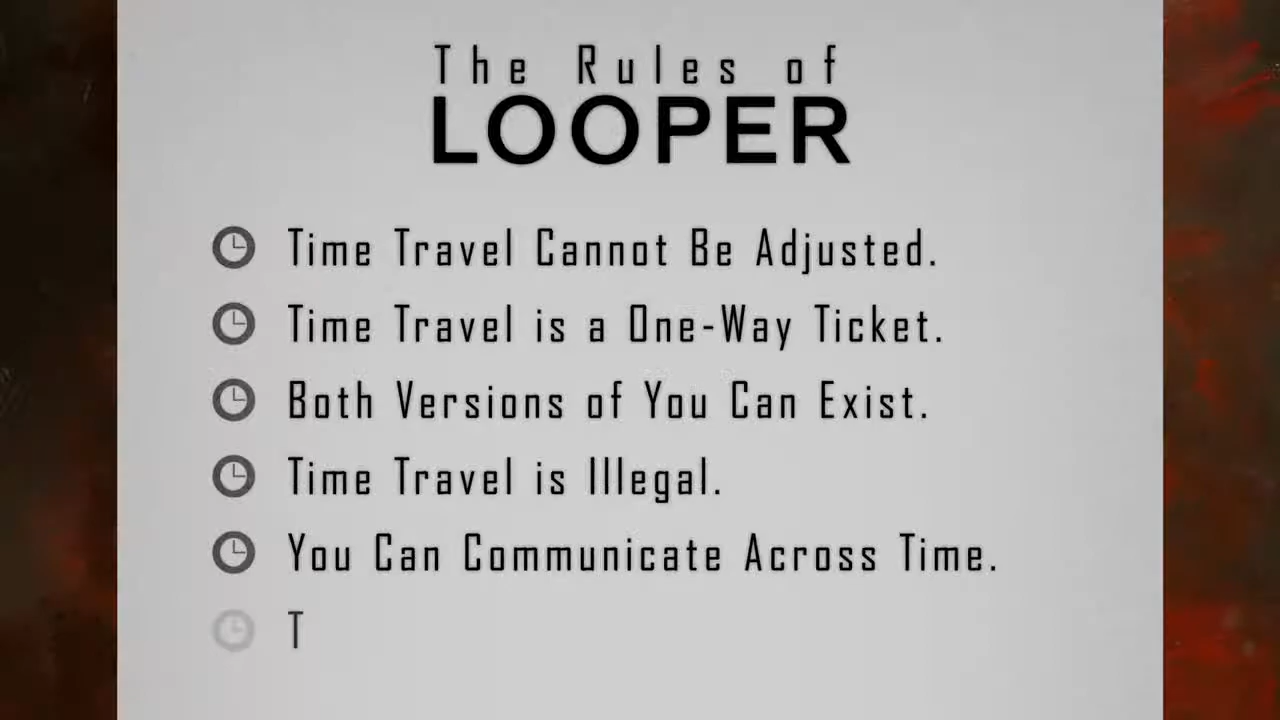 The Rules of
LOOPER
Time Travel Cannot Be Adjusted.
Time Travel is a One-Way Ticket.
Both Versions of You Can Exist.
Time Travel is Illegal.
You Can Communicate Across Time.
T